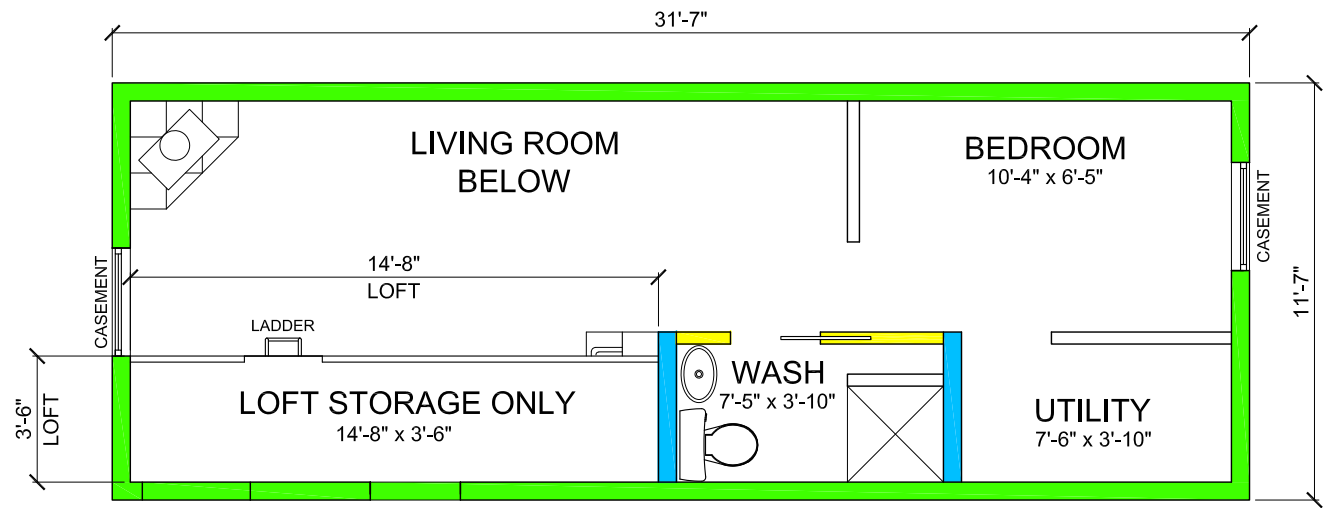 31'-7"
LIVING ROOM
BELOW
BEDROOM
10'-4" x 6'-5"
CASEMENT
11'-7"
14'-8"
LOFT
CASEMENT
LADDER
3'-6"
LOFT
LOFT STORAGE ONLY
14'-8" x 3'-6"
WASH
7'-5" x 3'-10"
UTILITY
7'-6" x 3'-10"